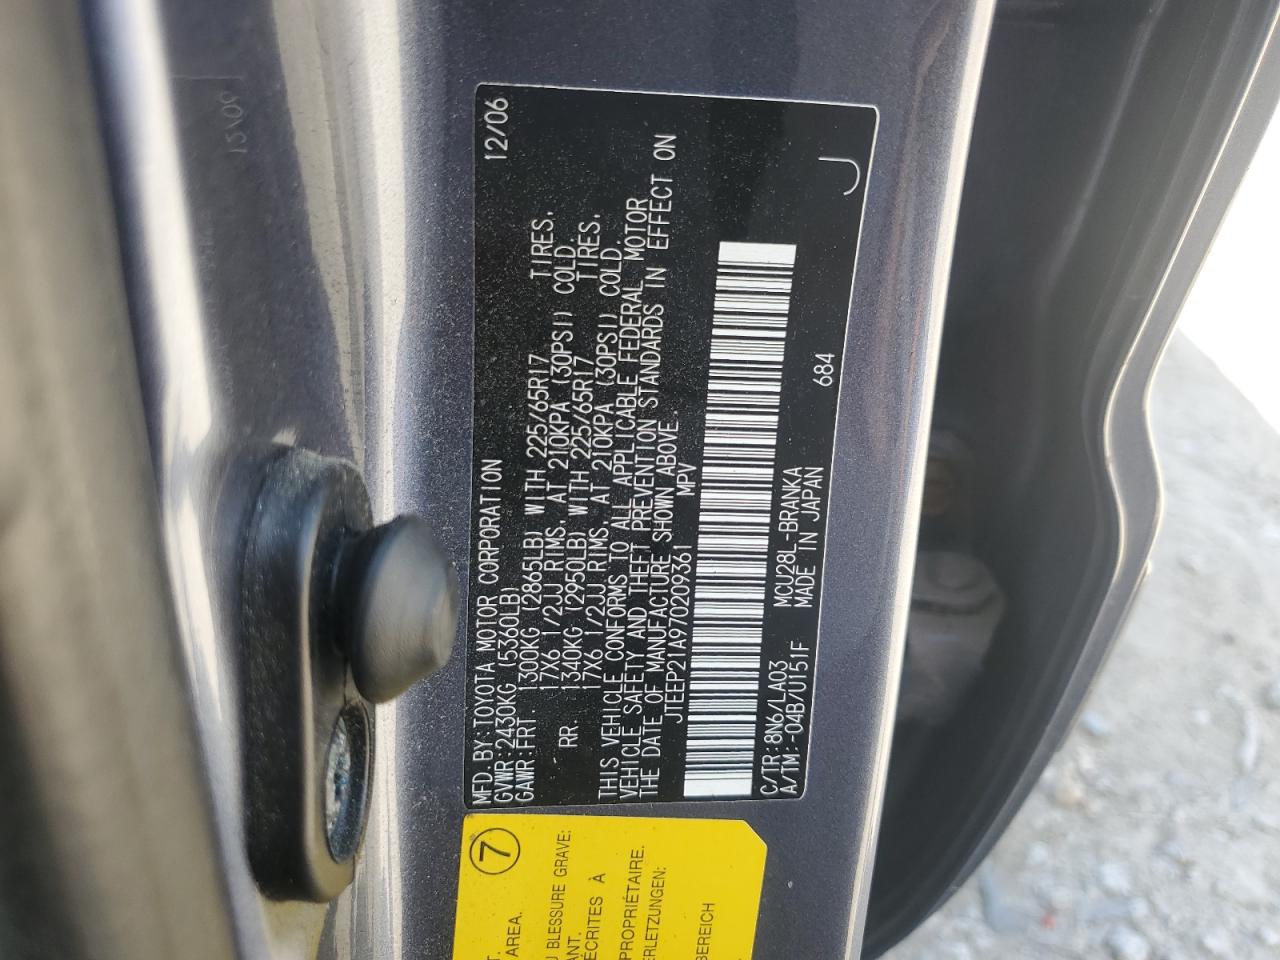 MFD. BY: TOYOTA MOTOR CORPORATION 12/06
GVWR: 2430KG (5360LB)
GAWR: FRT. 1300KG (2865LB) WITH 225/65R17 TIRES,
17X6 1/2JJ RIMS, AT 210KPA (30PSI) COLD
RR. 1340KG (2950LB) WITH 225/65R17 TIRES,
17X6 1/2JJ RIMS, AT 210KPA (30PSI) COLD.
THIS VEHICLE CONFORMS TO ALL APPLICABLE FEDERAL MOTOR
VEHICLE SAFETY AND THEFT PREVENTION STANDARDS IN EFFECT ON
THE DATE OF MANUFACTURE SHOWN ABOVE.
JTEEP21A970209361 MPV
C/TR: 8N6/LA03 MCU28L-BRANKA 684
A/TM: -04B/U151F MADE IN JAPAN
J
7
AREA.
BLESSURE GRAVE:
ANT.
ÉCRITES À
PROPRIÉTAIRE.
ERLETZUNGEN:
BEREICH